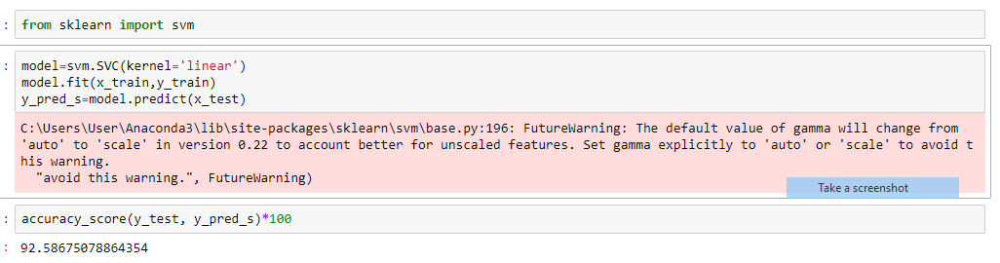 : from sklearn import svm
: model=svm.SVC(kernel='linear')
model.fit(x_train,y_train)
y_pred_s=model.predict(x_test)
C:\Users\User\Anaconda3\lib\site-packages\sklearn\svm\base.py:196: FutureWarning: The default value of gamma will change from
'auto' to 'scale' in version 0.22 to account better for unscaled features. Set gamma explicitly to 'auto' or 'scale' to avoid t
his warning.
  "avoid this warning.", FutureWarning)
Take a screenshot
: accuracy_score(y_test, y_pred_s)*100
: 92.58675078864354